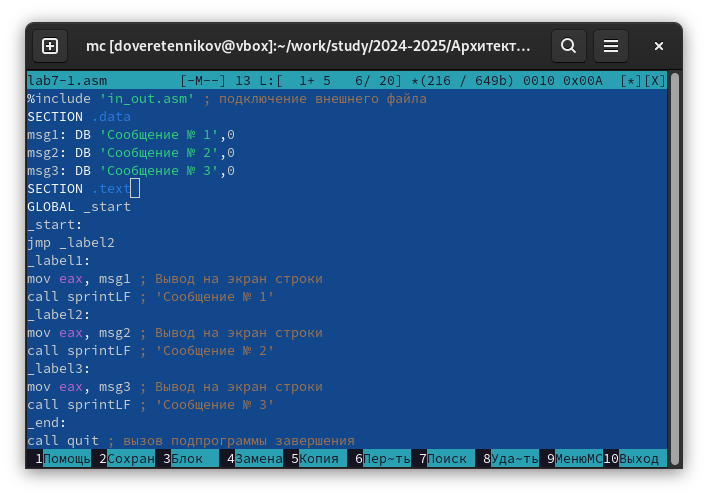 mc [doveretennikov@vbox]:~/work/study/2024-2025/Архитект…
lab7-1.asm [-M--] 13 L:[ 1+ 5 6/ 20] *(216 / 649b) 0010 0x00A [*][X]
%include 'in_out.asm' ; подключение внешнего файла
SECTION .data
msg1: DB 'Сообщение № 1',0
msg2: DB 'Сообщение № 2',0
msg3: DB 'Сообщение № 3',0
SECTION .text
GLOBAL _start
_start:
jmp _label2
_label1:
mov eax, msg1 ; Вывод на экран строки
call sprintLF ; 'Сообщение № 1'
_label2:
mov eax, msg2 ; Вывод на экран строки
call sprintLF ; 'Сообщение № 2'
_label3:
mov eax, msg3 ; Вывод на экран строки
call sprintLF ; 'Сообщение № 3'
_end:
call quit ; вызов подпрограммы завершения
1Помощь 2Сохран 3Блок 4Замена 5Копия 6Пер~ть 7Поиск 8Уда~ть 9МенюMC 10Выход